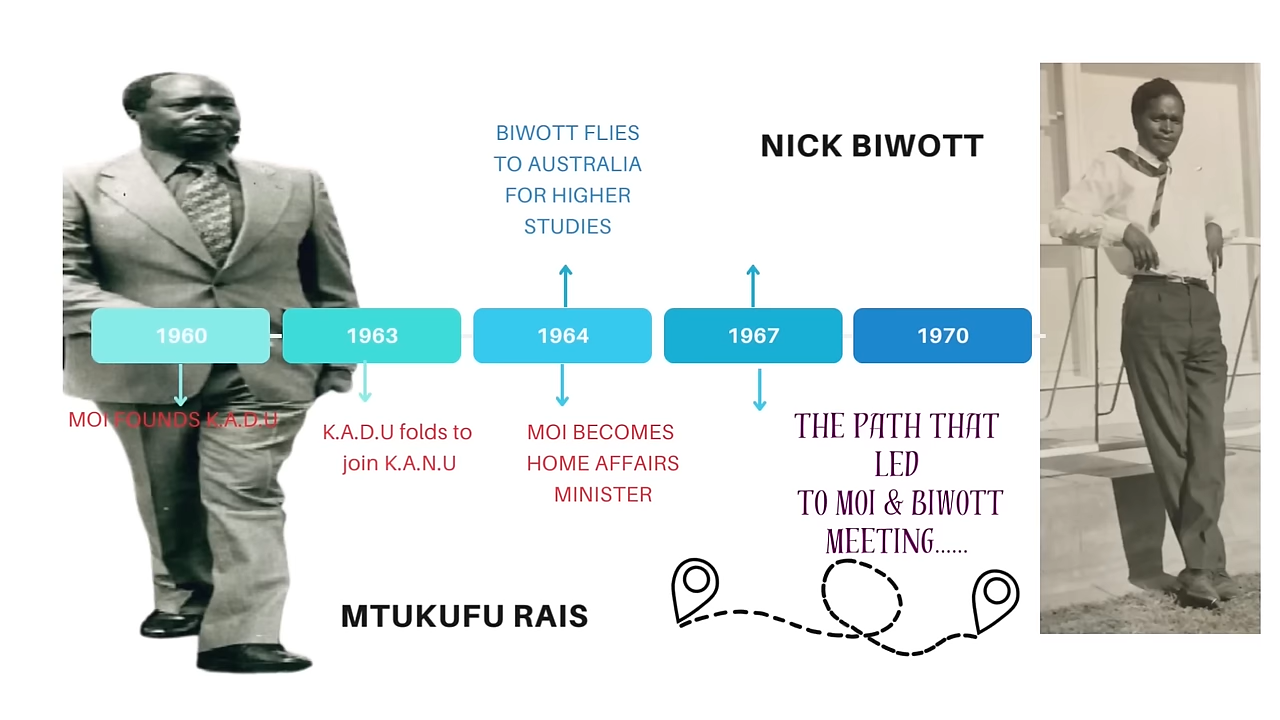 BIWOTT FLIES
TO AUSTRALIA
FOR HIGHER
STUDIES
NICK BIWOTT
1960
1963
1964
1967
1970
MOI FOUNDS K.A.D.U
K.A.D.U folds to
join K.A.N.U
MOI BECOMES
HOME AFFAIRS
MINISTER
THE PATH THAT
LED
TO MOI & BIWOTT
MEETING......
MTUKUFU RAIS